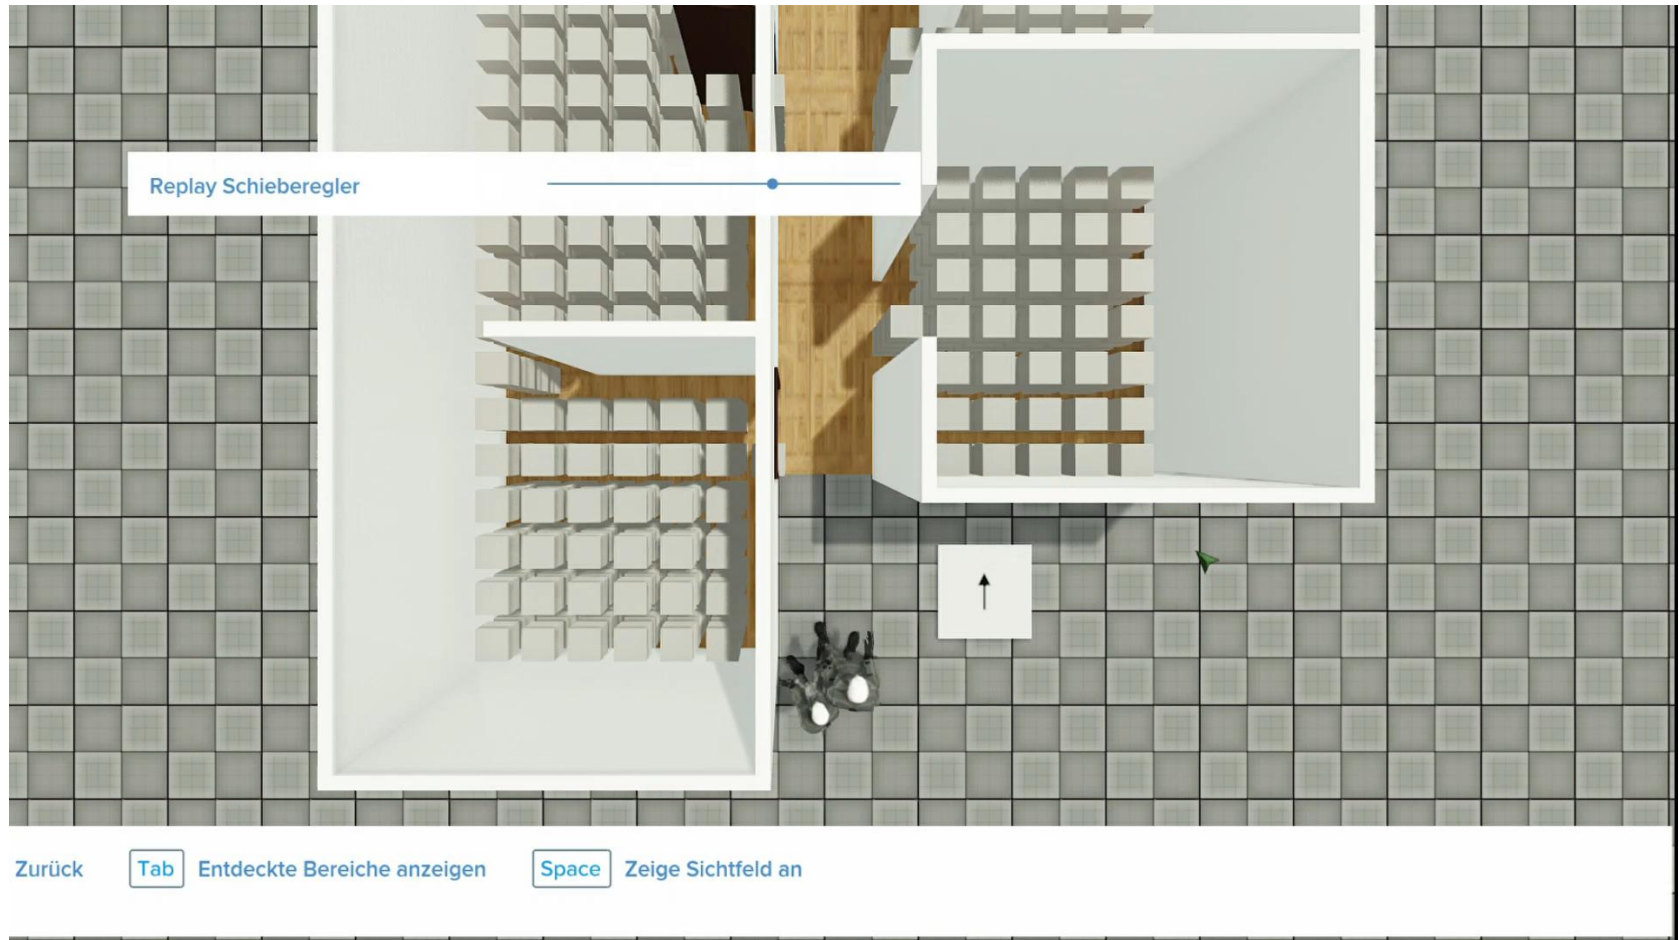 Replay Schieberegler
Zurück Tab Entdeckte Bereiche anzeigen Space Zeige Sichtfeld an